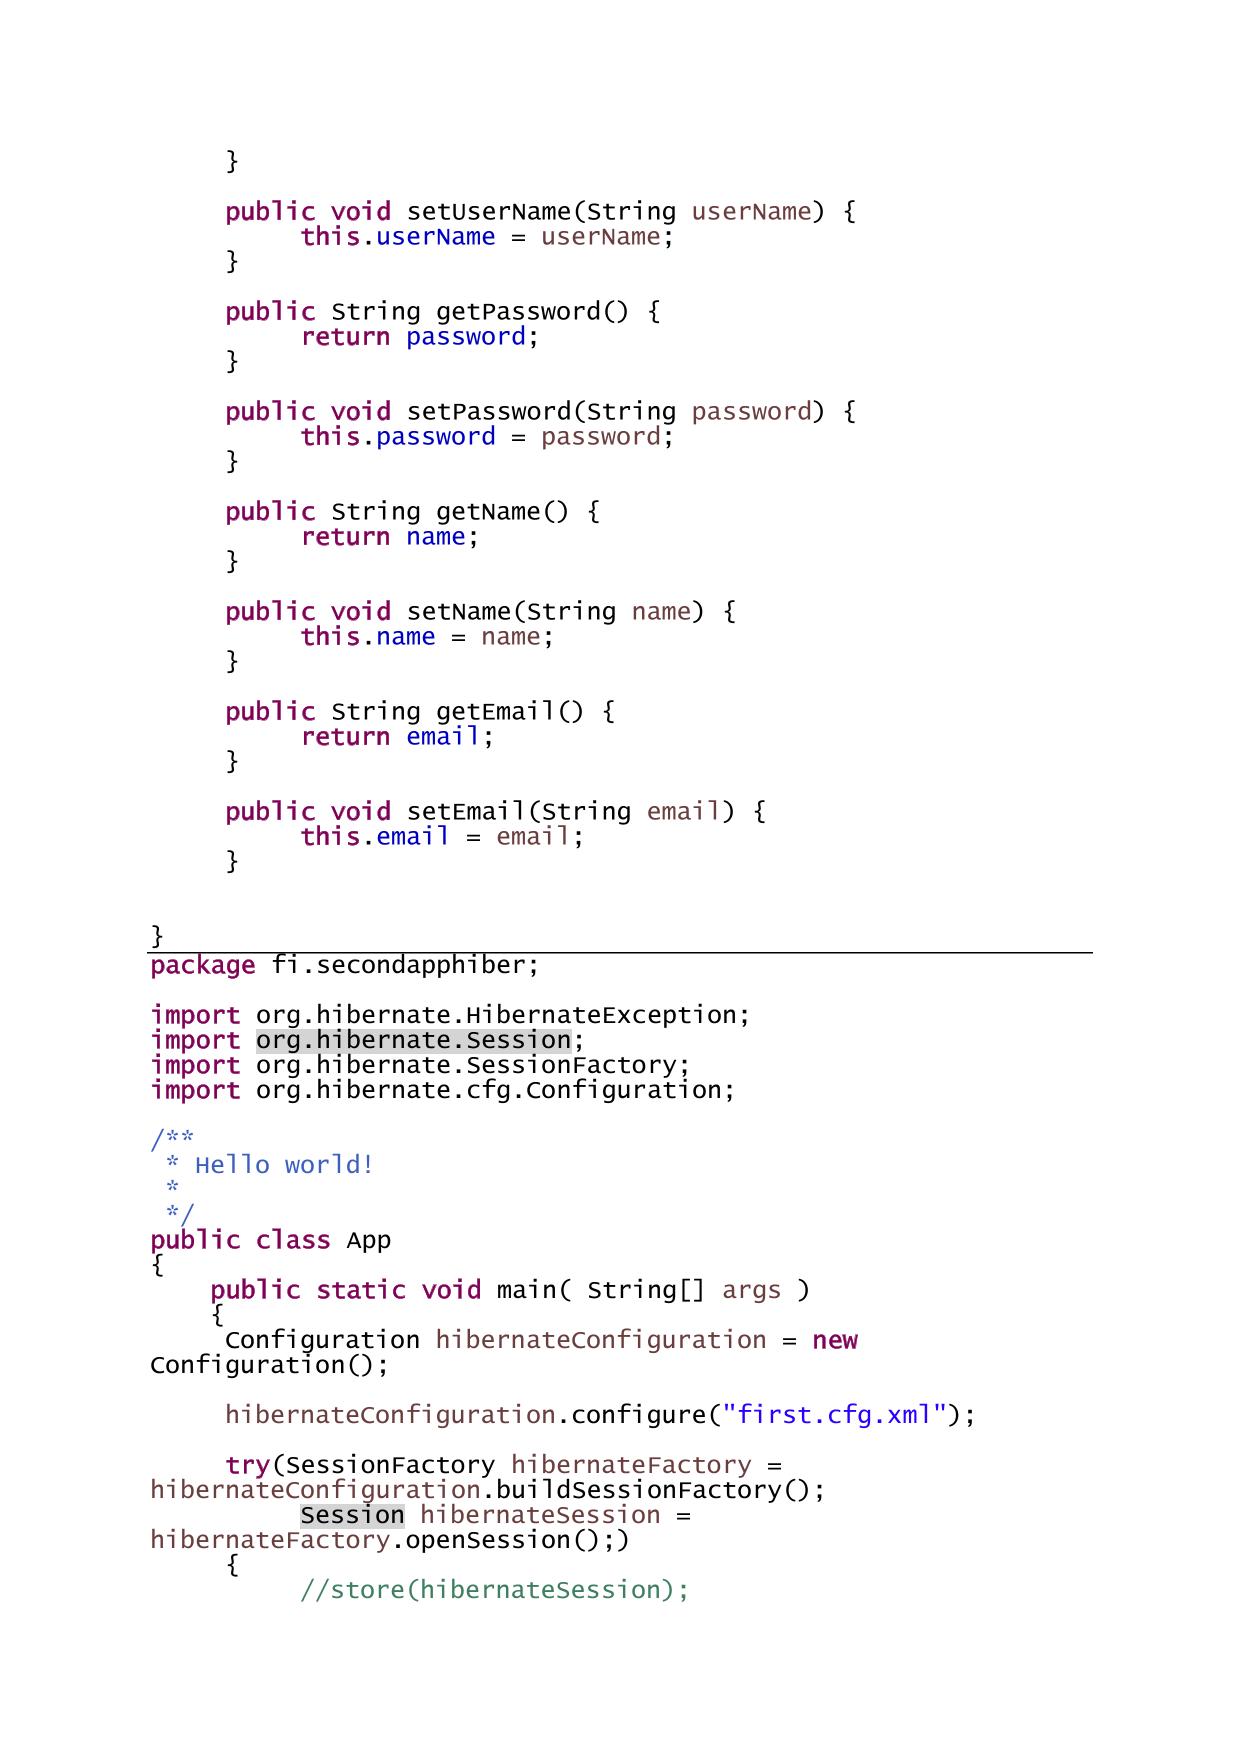 }
public void setUserName(String userName) {
this.userName = userName;
}
public String getPassword() {
return password;
}
public void setPassword(String password) {
this.password = password;
}
public String getName() {
return name;
}
public void setName(String name) {
this.name = name;
}
public String getEmail() {
return email;
}
public void setEmail(String email) {
this.email = email;
}
}
package fi.secondapphiber;
import org.hibernate.HibernateException;
import org.hibernate.Session;
import org.hibernate.SessionFactory;
import org.hibernate.cfg.Configuration;
/**
* Hello world!
*
*/
public class App
{
public static void main( String[] args )
{
Configuration hibernateConfiguration = new
Configuration();
hibernateConfiguration.configure("first.cfg.xml");
try(SessionFactory hibernateFactory =
hibernateConfiguration.buildSessionFactory();
Session hibernateSession =
hibernateFactory.openSession();)
{
//store(hibernateSession);